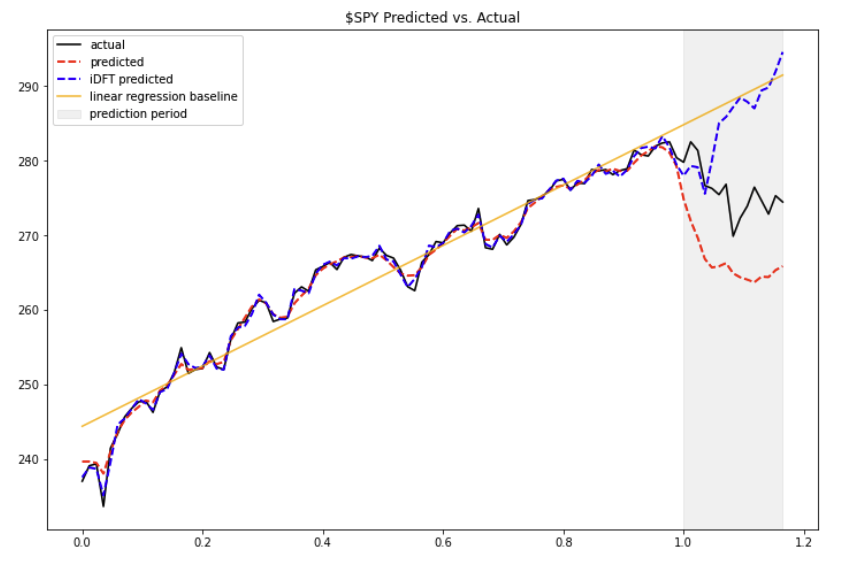 $SPY Predicted vs. Actual
actual
predicted
iDFT predicted
linear regression baseline
prediction period
290
280
270
260
250
240
0.0 0.2 0.4 0.6 0.8 1.0 1.2